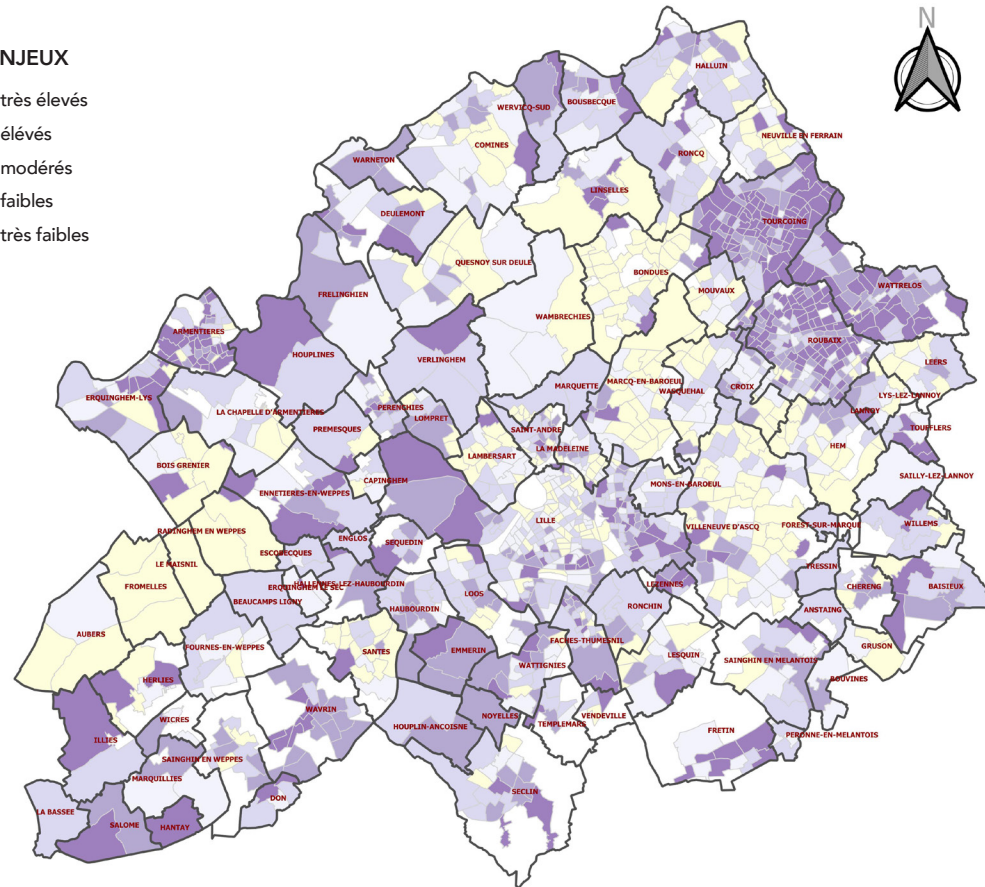 NJEUX
très élevés
élévés
modérés
faibles
très faibles
N
HALLUIN
WERVICQ-SUD
BOUSBECQUE
NEUVILLE EN FERRAIN
COMINES
RONCQ
WARNETON
LINSELLES
DEULEMONT
TOURCOING
QUESNOY SUR DEULE
BONDUES
WATTRELOS
FRELINGHIEN
MOUVAUX
WAMBRECHIES
ARMENTIERES
ROUBAIX
HOUPLINES
VERLINGHEM
LEERS
MARQUETTE
MARCQ-EN-BAROEUL
WASQUEHAL
CROIX
LYS-LEZ-LANNOY
ERQUINGHEM-LYS
PERENCHIES
LA CHAPELLE D'ARMENTIERES
LANNOY
LOMPRET
PREMESQUES
SAINT-ANDRE
TOUFFLERS
LA MADELEINE
HEM
LAMBERSART
BOIS GRENIER
SAILLY-LEZ-LANNOY
CAPINGHEM
MONS-EN-BAROEUL
ENNETIERES-EN-WEPPES
LILLE
WILLEMS
VILLENEUVE D'ASCQ
FOREST-SUR-MARQUE
RADINGHEM EN WEPPES
ENGLOS
SEQUEDIN
ESCOBECQUES
LE MAISNIL
TRESSIN
LEZENNES
HALLENNES-LEZ-HAUBOURDIN
FROMELLES
ERQUINGHEM LE SEC
CHERENG
BAISIEUX
LOOS
BEAUCAMPS LIGNY
RONCHIN
HAUBOURDIN
ANSTAING
AUBERS
FACHES-THUMESNIL
FOURNES-EN-WEPPES
GRUSON
EMMERIN
SANTES
LESQUIN
SAINGHIN EN MELANTOIS
WATTIGNIES
HERLIES
BOUVINES
WAVRIN
NOYELLES
VENDEVILLE
WICRES
TEMPLEMARS
HOUPLIN-ANCOISNE
FRETIN
PERONNE-EN-MELANTOIS
ILLIES
SAINGHIN EN WEPPES
MARQUILLIES
SECLIN
DON
LA BASSEE
SALOME
HANTAY